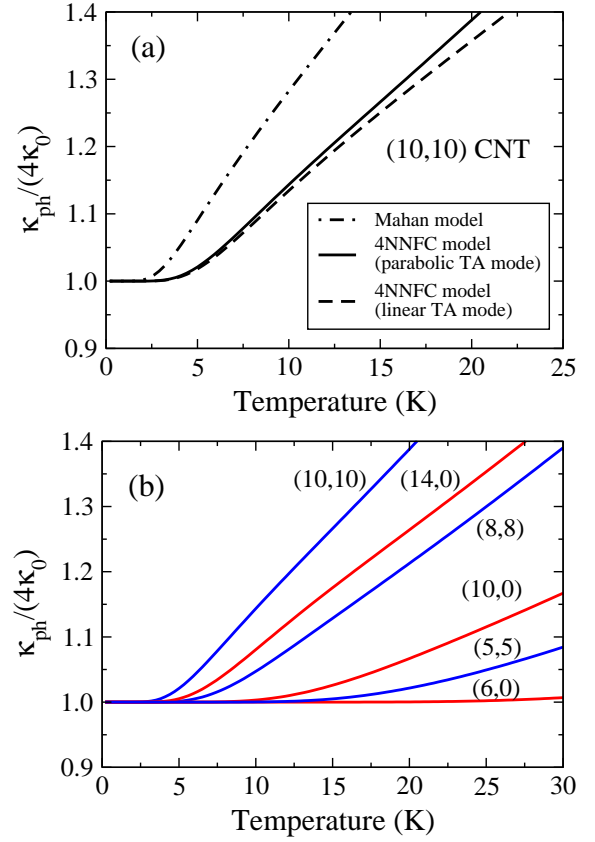 1.4
(a)
1.3
κph/(4κ0)
1.2
(10,10) CNT
1.1
Mahan model
4NNFC model
(parabolic TA mode)
4NNFC model
(linear TA mode)
1.0
0.9
0 5 10 15 20 25
Temperature (K)
1.4
(b)
(10,10) (14,0)
1.3
(8,8)
κph/(4κ0)
1.2
(10,0)
1.1
(5,5)
(6,0)
1.0
0.9
0 5 10 15 20 25 30
Temperature (K)